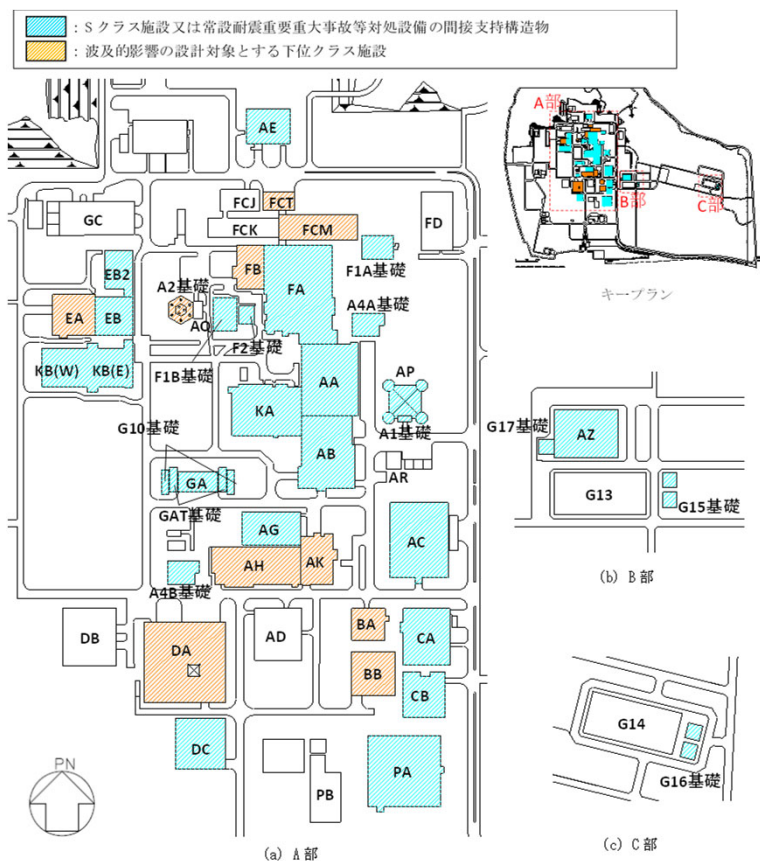 ：Ｓクラス施設又は常設耐震重要重大事故等対処設備の間接支持構造物
：波及的影響の設計対象とする下位クラス施設
AE
A部
B部
C部
キープラン
GC
FCJ
FCT
FCK
FCM
FD
EB2
FB
F1A基礎
A2基礎
FA
A4A基礎
EA
EB
AO
F2基礎
F1B基礎
KB(W)
KB(E)
AA
AP
KA
A1基礎
G10基礎
AB
AR
GA
GAT基礎
AG
AC
AH
AK
A4B基礎
DB
DA
AD
BA
CA
BB
CB
DC
PA
PB
PN
(a) A部
G17基礎
AZ
G13
G15基礎
(b) B部
G14
G16基礎
(c) C部